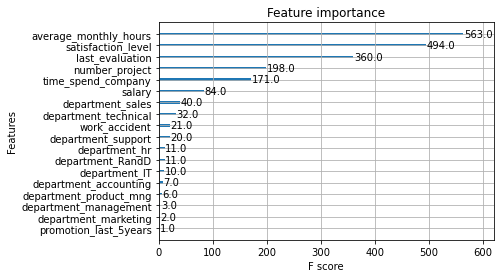 Feature importance
average_monthly_hours 563.0
satisfaction_level 494.0
last_evaluation 360.0
number_project 198.0
time_spend_company 171.0
salary 84.0
department_sales 40.0
department_technical 32.0
work_accident 21.0
department_support 20.0
department_hr 11.0
department_RandD 11.0
department_IT 10.0
department_accounting 7.0
department_product_mng 6.0
department_management 3.0
department_marketing 2.0
promotion_last_5years 1.0
Features
0 100 200 300 400 500 600
F score